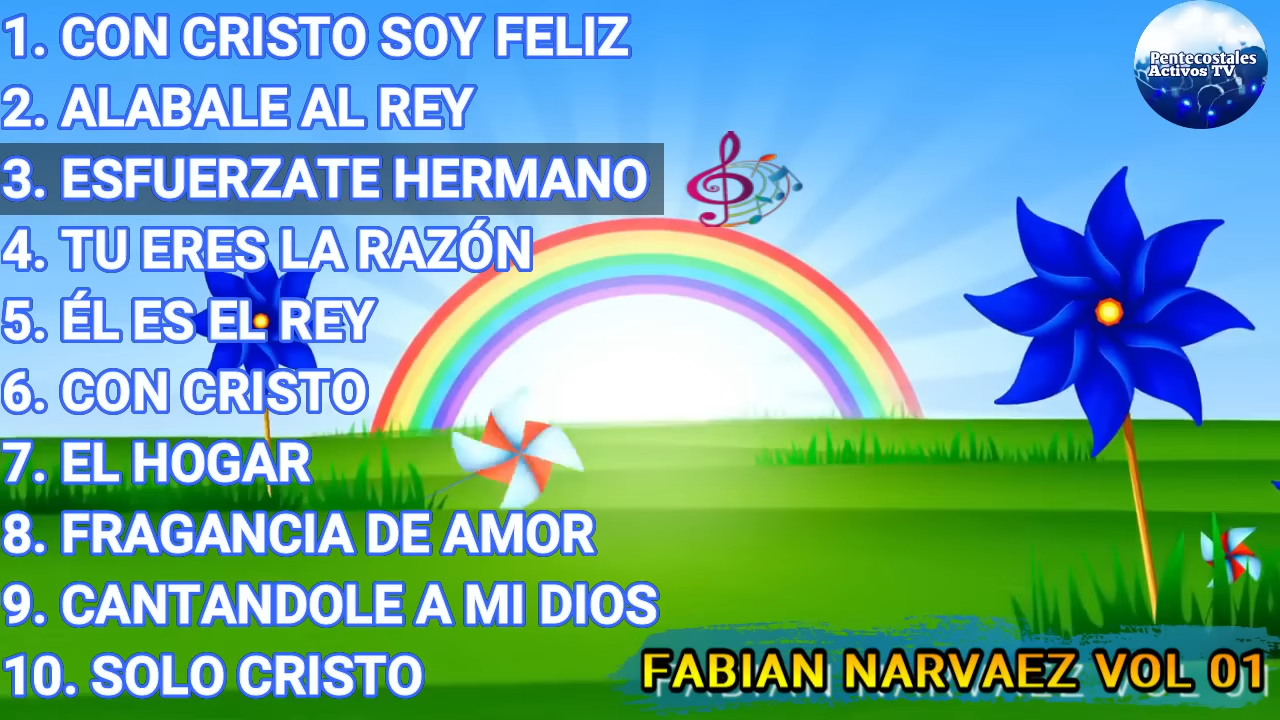 1. CON CRISTO SOY FELIZ
2. ALABALE AL REY
3. ESFUERZATE HERMANO
4. TU ERES LA RAZÓN
5. ÉL ES EL REY
6. CON CRISTO
7. EL HOGAR
8. FRAGANCIA DE AMOR
9. CANTANDOLE A MI DIOS
10. SOLO CRISTO
Pentecostales
Activos TV
FABIAN NARVAEZ VOL 01